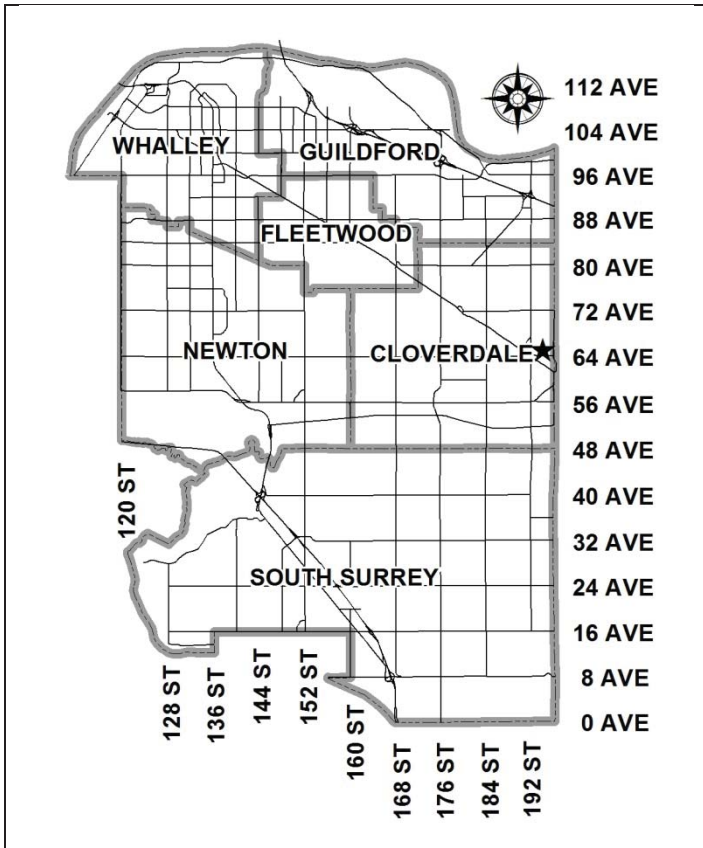 112 AVE
104 AVE
WHALLEY
GUILDFORD
96 AVE
88 AVE
FLEETWOOD
80 AVE
72 AVE
NEWTON
CLOVERDALE
64 AVE
56 AVE
48 AVE
120 ST
40 AVE
32 AVE
SOUTH SURREY
24 AVE
16 AVE
128 ST
136 ST
144 ST
152 ST
8 AVE
160 ST
0 AVE
168 ST
176 ST
184 ST
192 ST